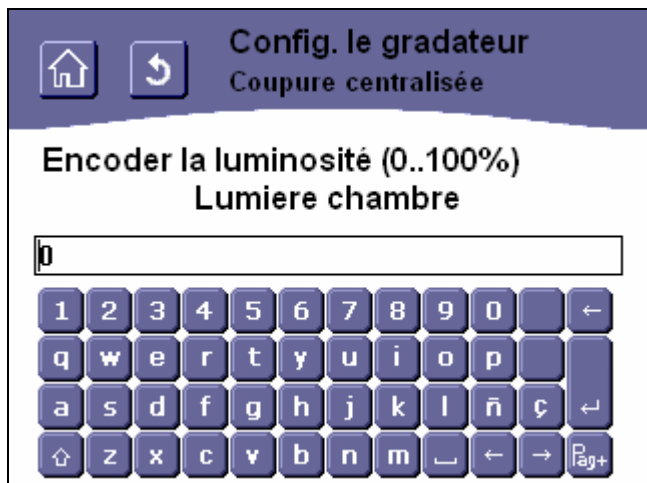 Config. le gradateur
Coupure centralisée
Encoder la luminosité (0..100%)
Lumiere chambre
0
1 2 3 4 5 6 7 8 9 0 ←
q w e r t y u i o p
a s d f g h j k l ñ ç ↵
⇧ z x c v b n m ⎵ ← → Pag+